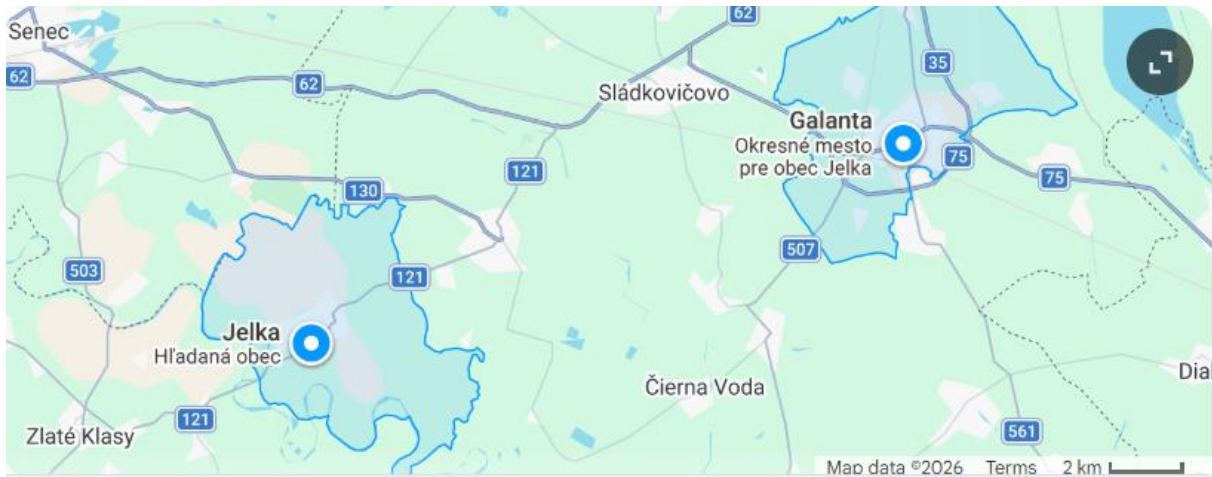 Senec
62
62
62
35
Sládkovičovo
Galanta
Okresné mesto
pre obec Jelka
75
75
121
130
507
503
121
Jelka
Hľadaná obec
Čierna Voda
121
Zlaté Klasy
561
Map data ©2026 Terms 2 km